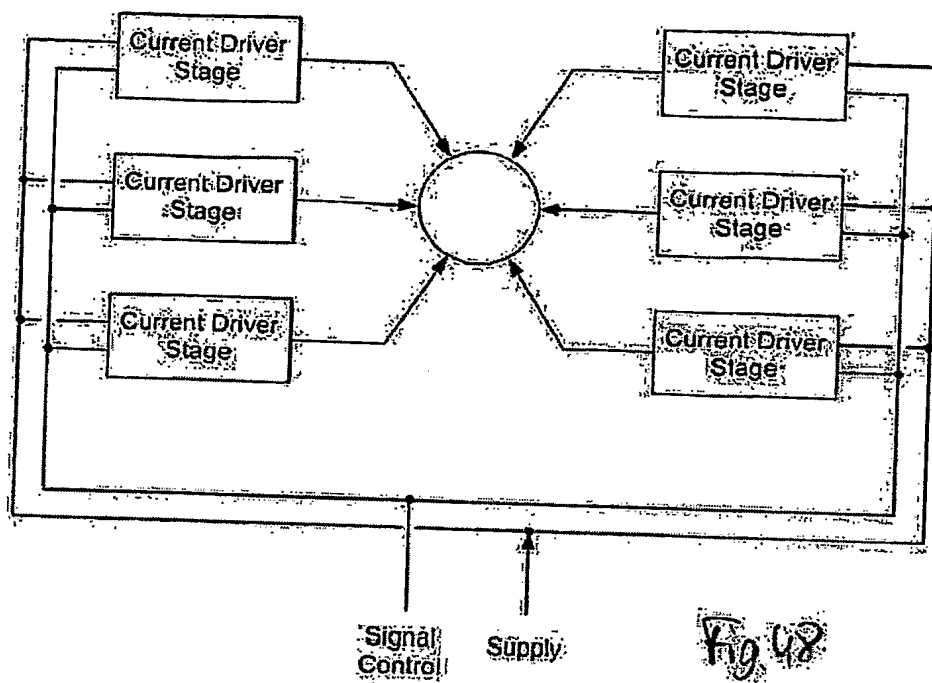 Current Driver
Stage
Current Driver
Stage
Current Driver
Stage
Current Driver
Stage
Current Driver
Stage
Current Driver
Stage
Signal
Control
Supply
Fig. 48